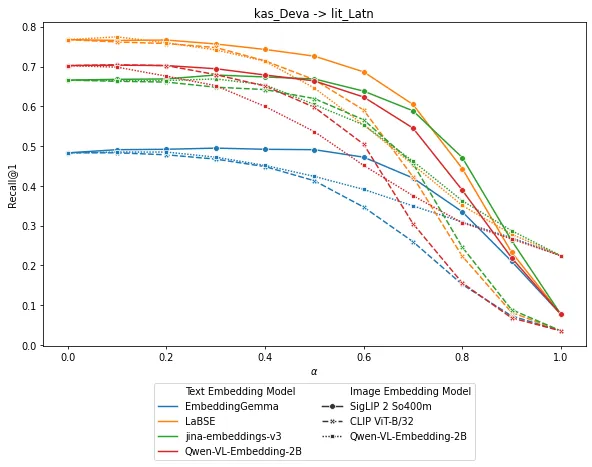 kas_Deva -> lit_Latn
Recall@1
0.8
0.7
0.6
0.5
0.4
0.3
0.2
0.1
0.0
0.0 0.2 0.4 0.6 0.8 1.0
α
Text Embedding Model Image Embedding Model
EmbeddingGemma SigLIP 2 So400m
LaBSE CLIP ViT-B/32
jina-embeddings-v3 Qwen-VL-Embedding-2B
Qwen-VL-Embedding-2B